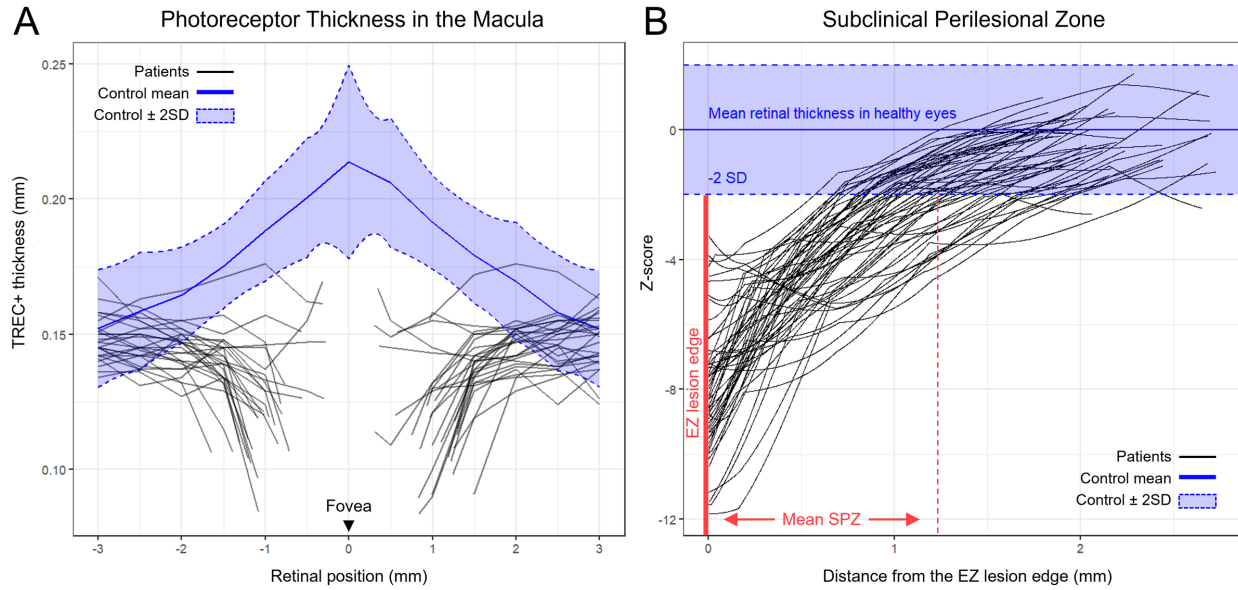 A
Photoreceptor Thickness in the Macula
0.25
0.20
0.15
0.10
TREC+ thickness (mm)
Patients
Control mean
Control ± 2SD
Fovea
-3
-2
-1
0
1
2
3
Retinal position (mm)
B
Subclinical Perilesional Zone
0
-4
-8
-12
Z-score
Mean retinal thickness in healthy eyes
-2 SD
EZ lesion edge
Patients
Control mean
Control ± 2SD
Mean SPZ
0
1
2
Distance from the EZ lesion edge (mm)